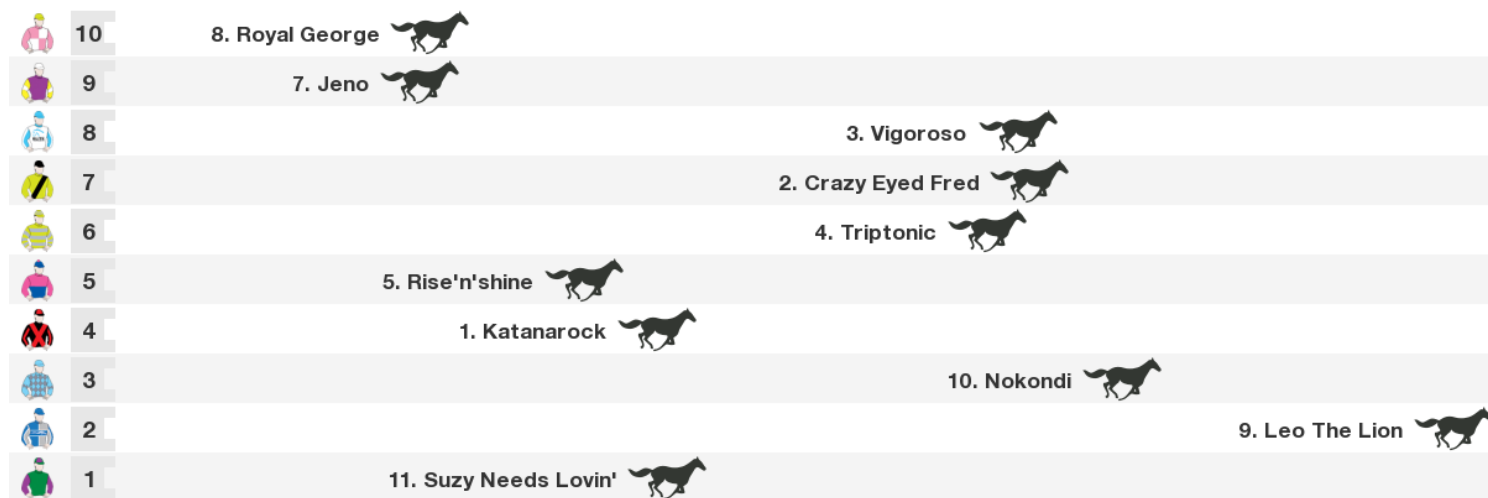 10 8. Royal George
9 7. Jeno
8 3. Vigoroso
7 2. Crazy Eyed Fred
6 4. Triptonic
5 5. Rise'n'shine
4 1. Katanarock
3 10. Nokondi
2 9. Leo The Lion
1 11. Suzy Needs Lovin'